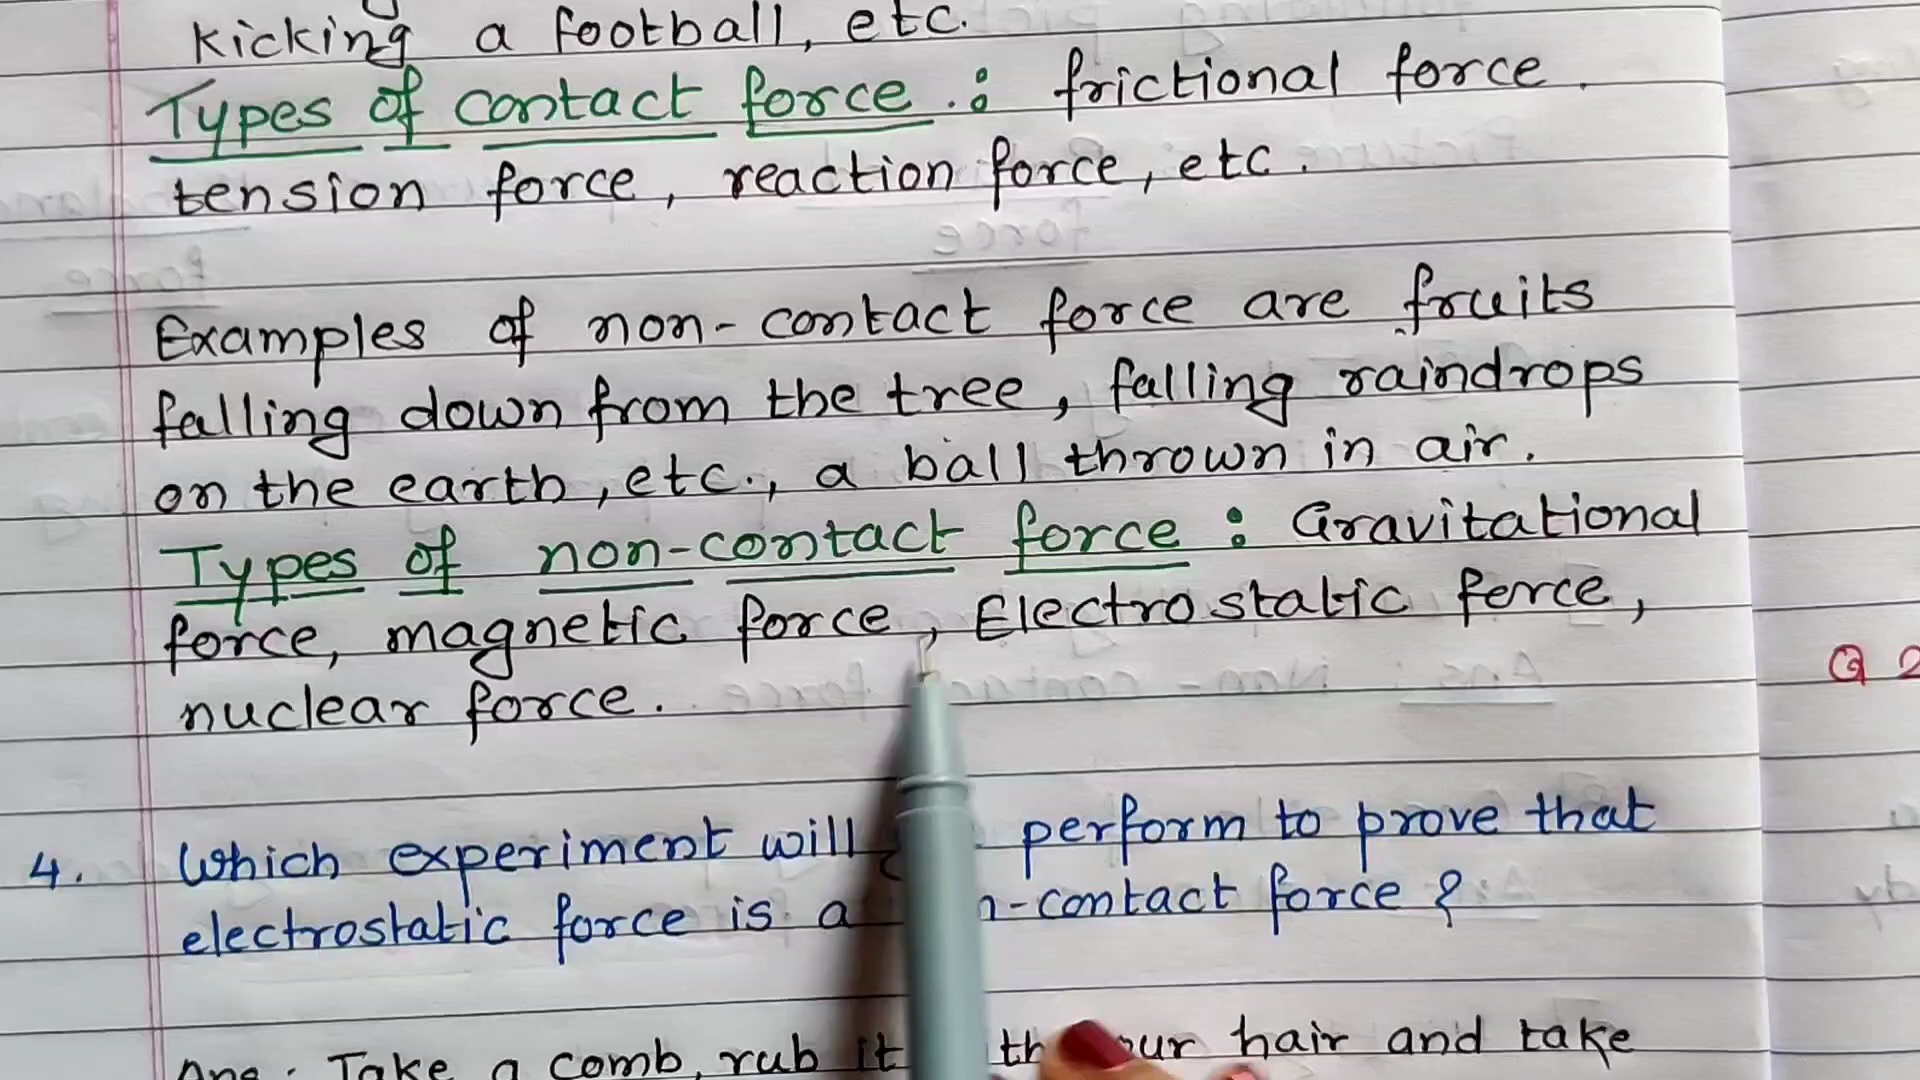 kicking a football, etc.
Types of contact force : frictional force.
tension force, reaction force, etc.
Examples of non-contact force are fruits
falling down from the tree, falling raindrops
on the earth, etc., a ball thrown in air.
Types of non-contact force : Gravitational
force, magnetic force, Electrostatic force,
nuclear force.
Q 2
4. Which experiment will perform to prove that
electrostatic force is a -contact force ?
Ans. Take a comb, rub it hair and take